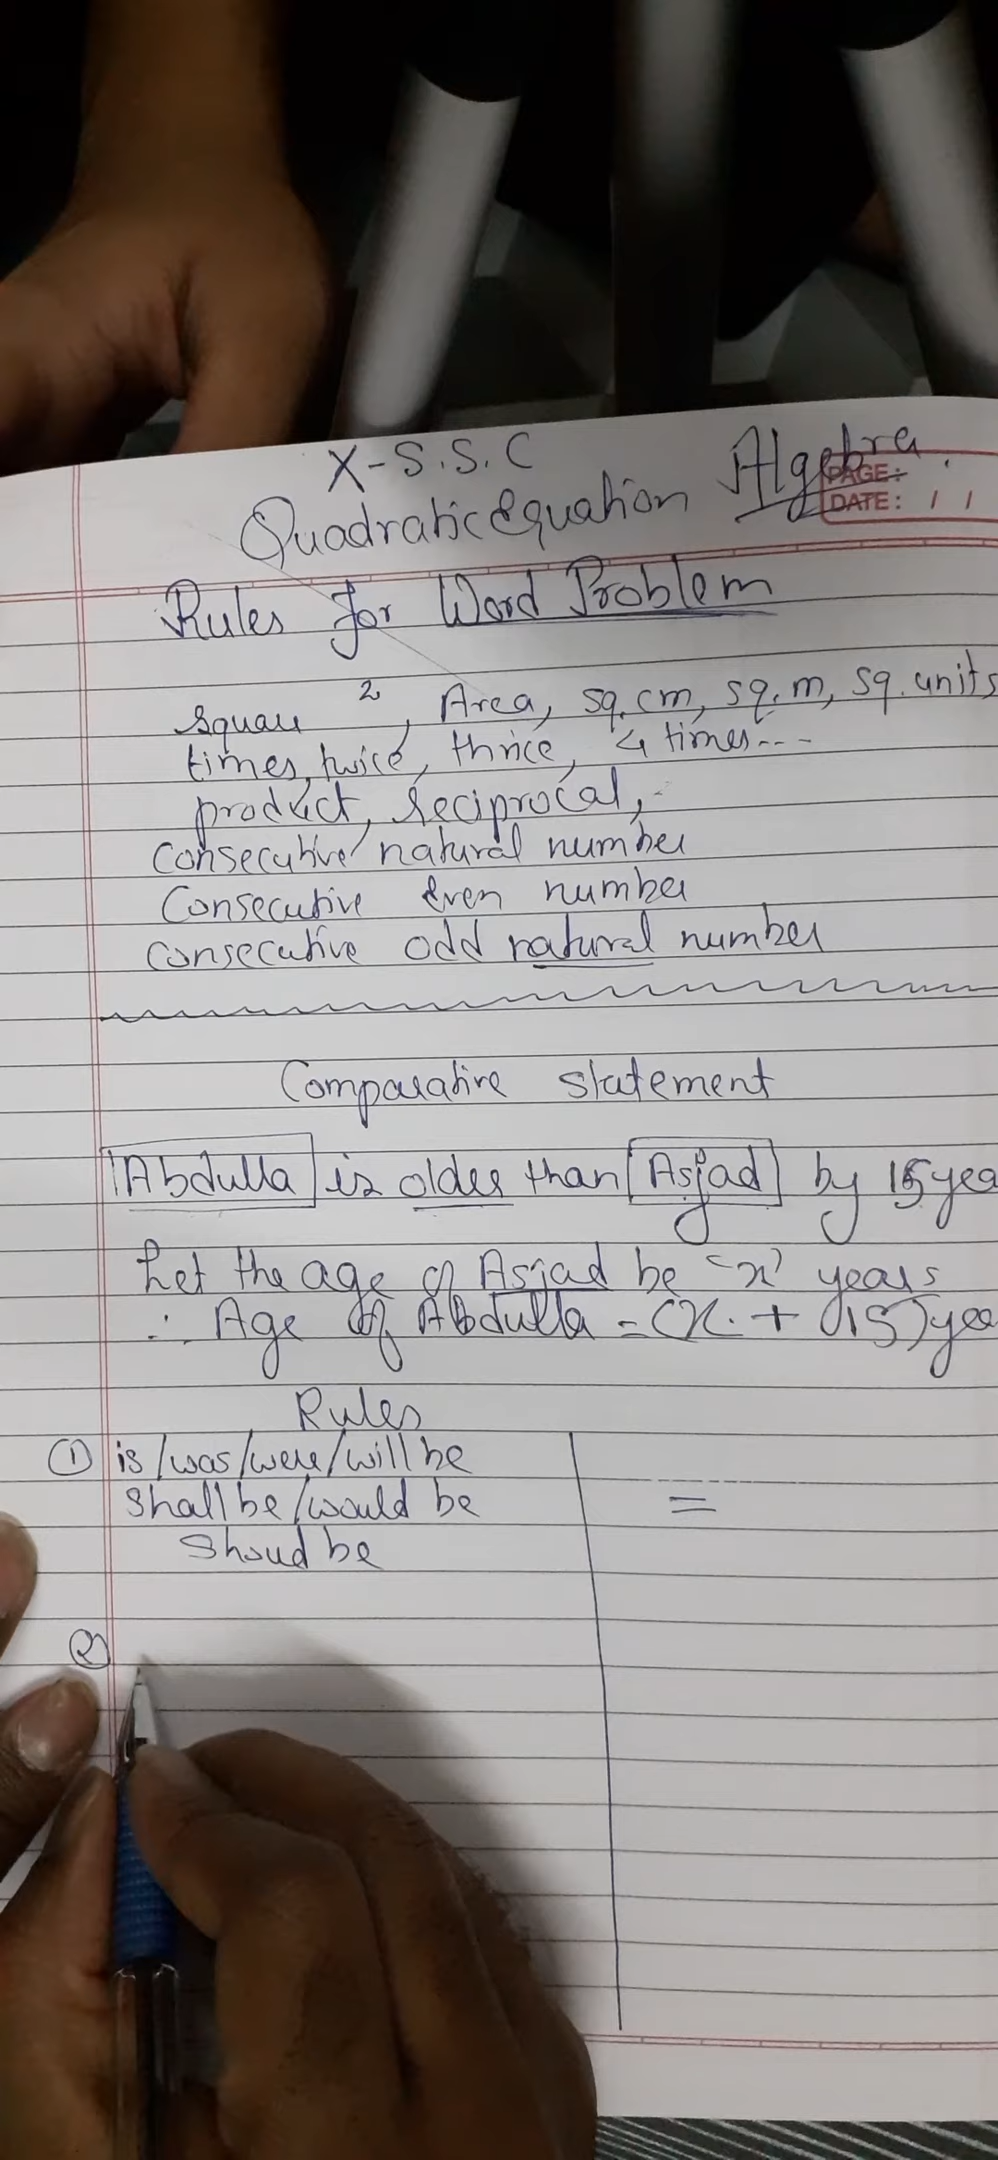 X-S.S.C
Algebra
PAGE:
DATE: / /
Quadratic Equation
Rules for Word Problem
square ², Area, sq.cm, sq.m, sq.units
times, twice, thrice, 4 times...
product, reciprocal,
Consecutive natural number
Consecutive Even number
consecutive odd natural number
Comparative statement
Abdulla is older than Asjad by 15 yea
Let the age of Asjad be 'x' years
∴ Age of Abdulla = (x + 15) yea
Rules
① is/was/were/will be
shall be/would be =
Shoud be
②